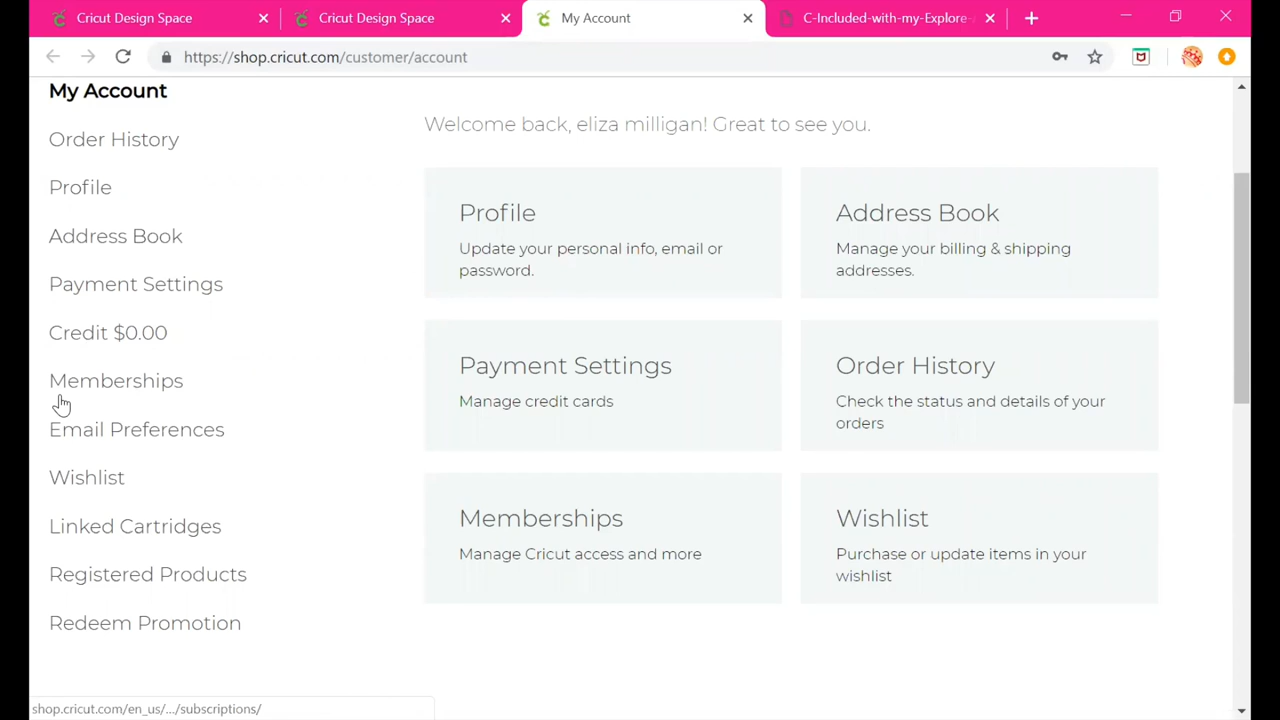 Cricut Design Space
Cricut Design Space
My Account
C-Included-with-my-Explore-
https://shop.cricut.com/customer/account
My Account
Order History
Profile
Address Book
Payment Settings
Credit $0.00
Memberships
Email Preferences
Wishlist
Linked Cartridges
Registered Products
Redeem Promotion
Welcome back, eliza milligan! Great to see you.
Profile
Update your personal info, email or
password.
Address Book
Manage your billing & shipping
addresses.
Payment Settings
Manage credit cards
Order History
Check the status and details of your
orders
Memberships
Manage Cricut access and more
Wishlist
Purchase or update items in your
wishlist
shop.cricut.com/en_us/.../subscriptions/